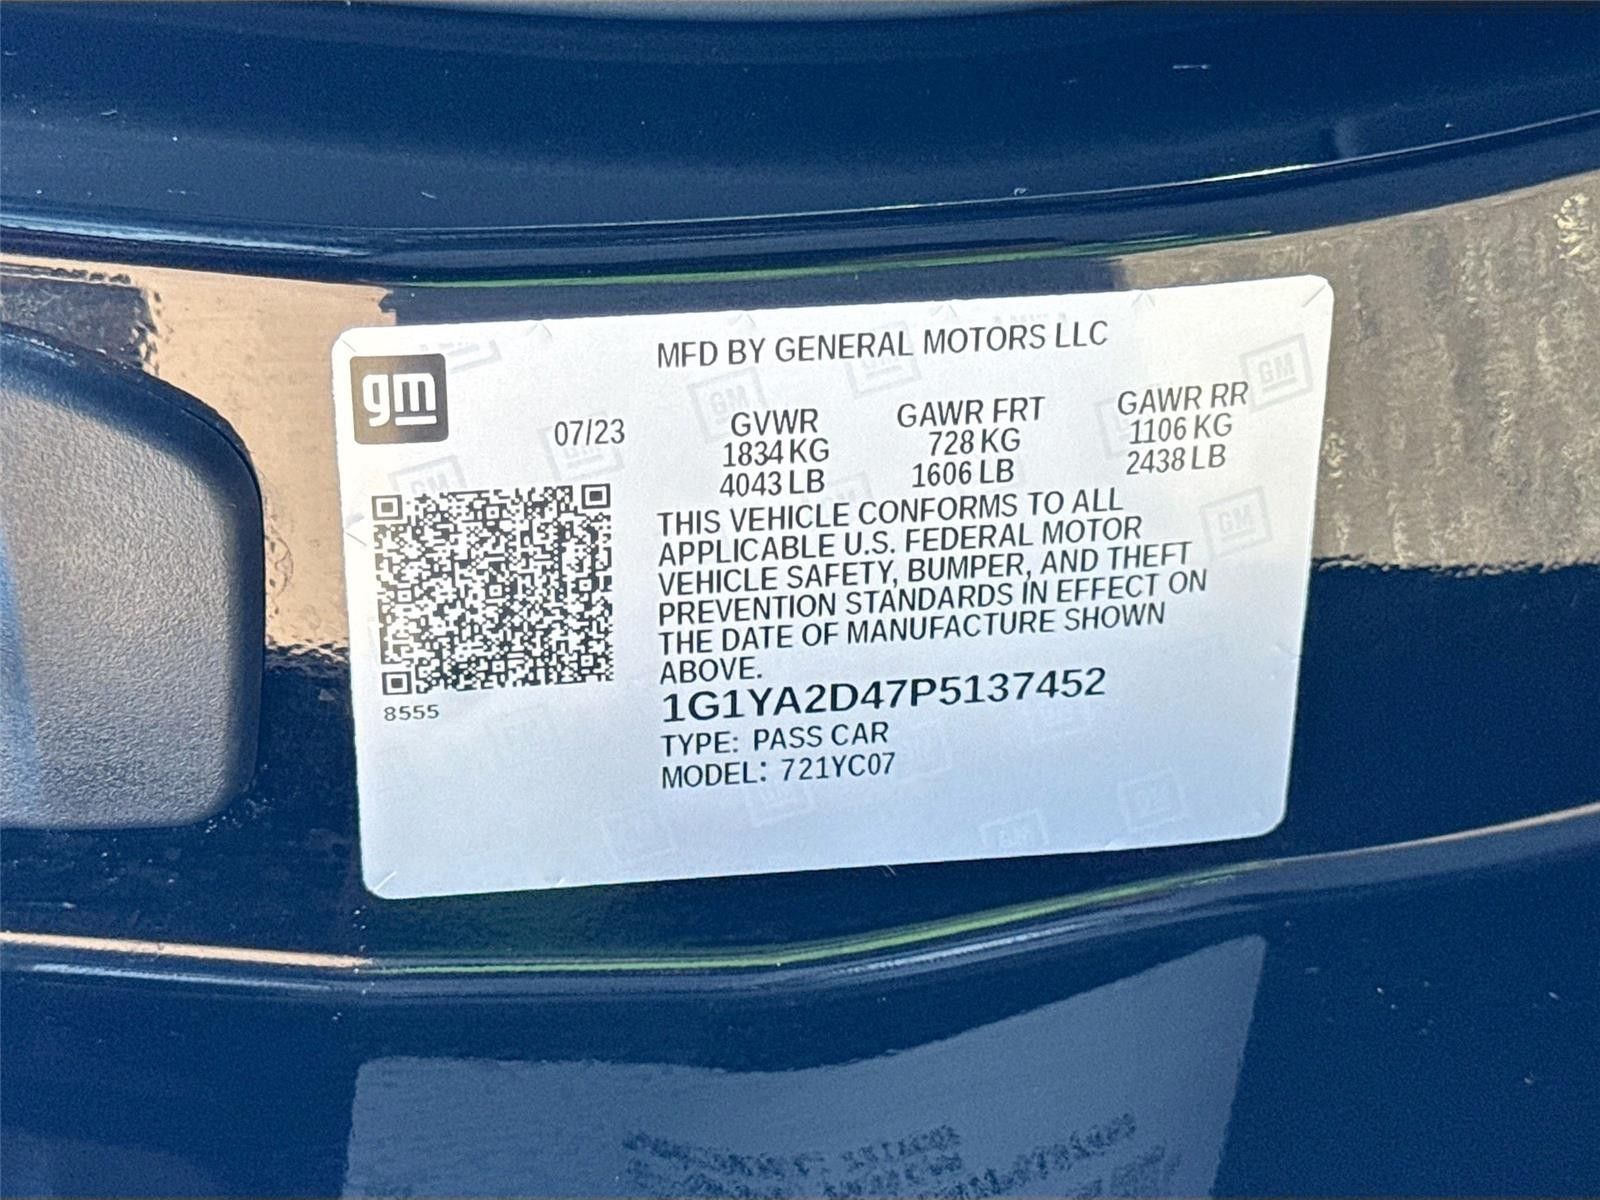 MFD BY GENERAL MOTORS LLC
gm
07/23
GVWR GAWR FRT GAWR RR
1834 KG 728 KG 1106 KG
4043 LB 1606 LB 2438 LB
THIS VEHICLE CONFORMS TO ALL
APPLICABLE U.S. FEDERAL MOTOR
VEHICLE SAFETY, BUMPER, AND THEFT
PREVENTION STANDARDS IN EFFECT ON
THE DATE OF MANUFACTURE SHOWN
ABOVE.
1G1YA2D47P5137452
8555
TYPE: PASS CAR
MODEL: 721YC07